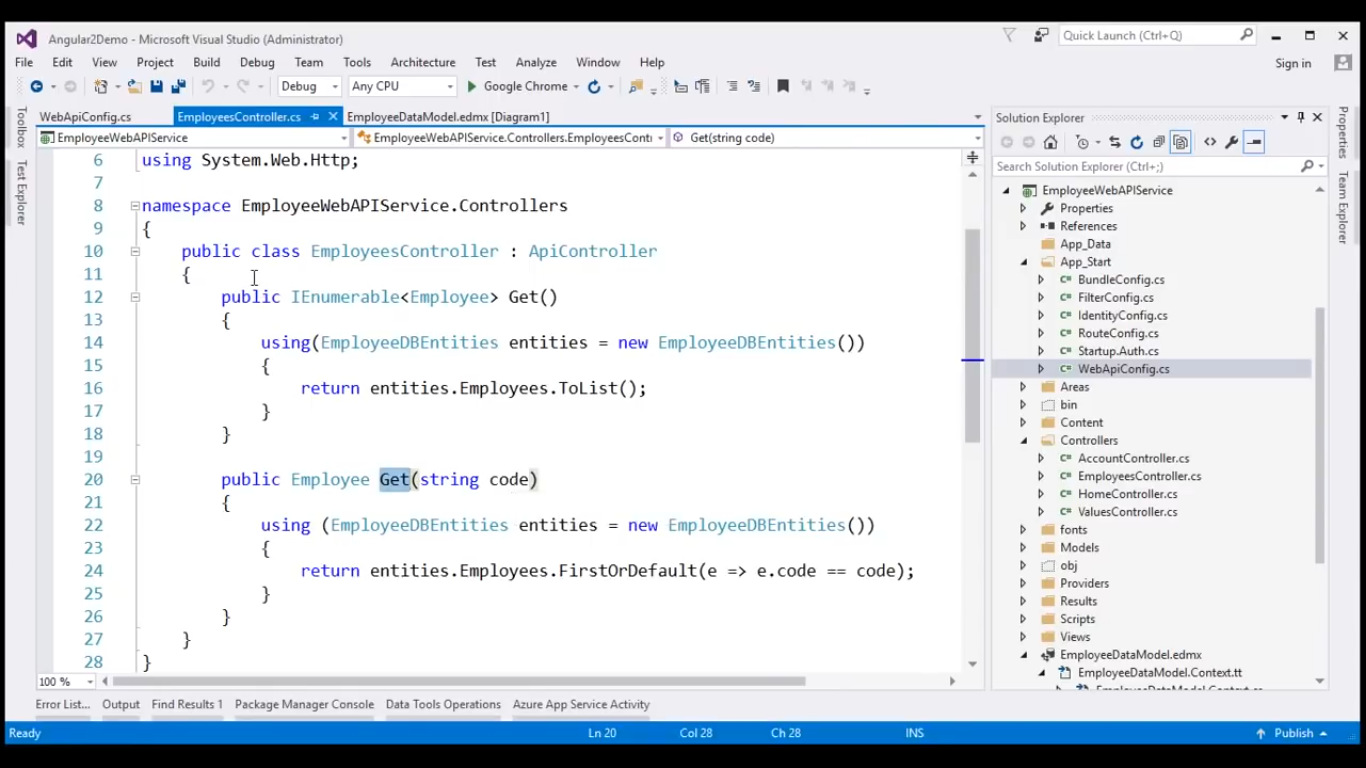 Angular2Demo - Microsoft Visual Studio (Administrator)
Quick Launch (Ctrl+Q)
File Edit View Project Build Debug Team Tools Architecture Test Analyze Window Help
Sign in
Debug Any CPU Google Chrome
Toolbox
Test Explorer
WebApiConfig.cs EmployeesController.cs EmployeeDataModel.edmx [Diagram1]
EmployeeWebAPIService EmployeeWebAPIService.Controllers.EmployeesConti Get(string code)
6 using System.Web.Http;
7
8 namespace EmployeeWebAPIService.Controllers
9 {
10 public class EmployeesController : ApiController
11 {
12 public IEnumerable<Employee> Get()
13 {
14 using(EmployeeDBEntities entities = new EmployeeDBEntities())
15 {
16 return entities.Employees.ToList();
17 }
18 }
19
20 public Employee Get(string code)
21 {
22 using (EmployeeDBEntities entities = new EmployeeDBEntities())
23 {
24 return entities.Employees.FirstOrDefault(e => e.code == code);
25 }
26 }
27 }
28 }
100 %
Solution Explorer
Search Solution Explorer (Ctrl+;)
EmployeeWebAPIService
Properties
References
App_Data
App_Start
BundleConfig.cs
FilterConfig.cs
IdentityConfig.cs
RouteConfig.cs
Startup.Auth.cs
WebApiConfig.cs
Areas
bin
Content
Controllers
AccountController.cs
EmployeesController.cs
HomeController.cs
ValuesController.cs
fonts
Models
obj
Providers
Results
Scripts
Views
EmployeeDataModel.edmx
EmployeeDataModel.Context.tt
EmployeeDataModel.Context.cs
Properties
Team Explorer
Error List... Output Find Results 1 Package Manager Console Data Tools Operations Azure App Service Activity
Ready Ln 20 Col 28 Ch 28 INS Publish